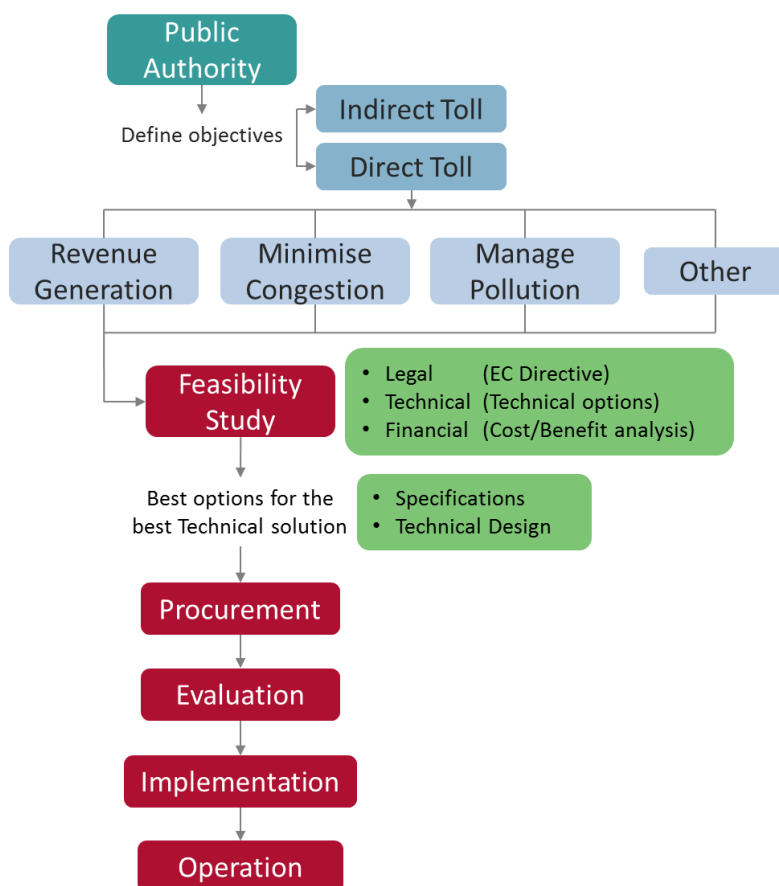 Public
Authority
Define objectives
Indirect Toll
Direct Toll
Revenue
Generation
Minimise
Congestion
Manage
Pollution
Other
Feasibility
Study
• Legal (EC Directive)
• Technical (Technical options)
• Financial (Cost/Benefit analysis)
Best options for the
best Technical solution
• Specifications
• Technical Design
Procurement
Evaluation
Implementation
Operation